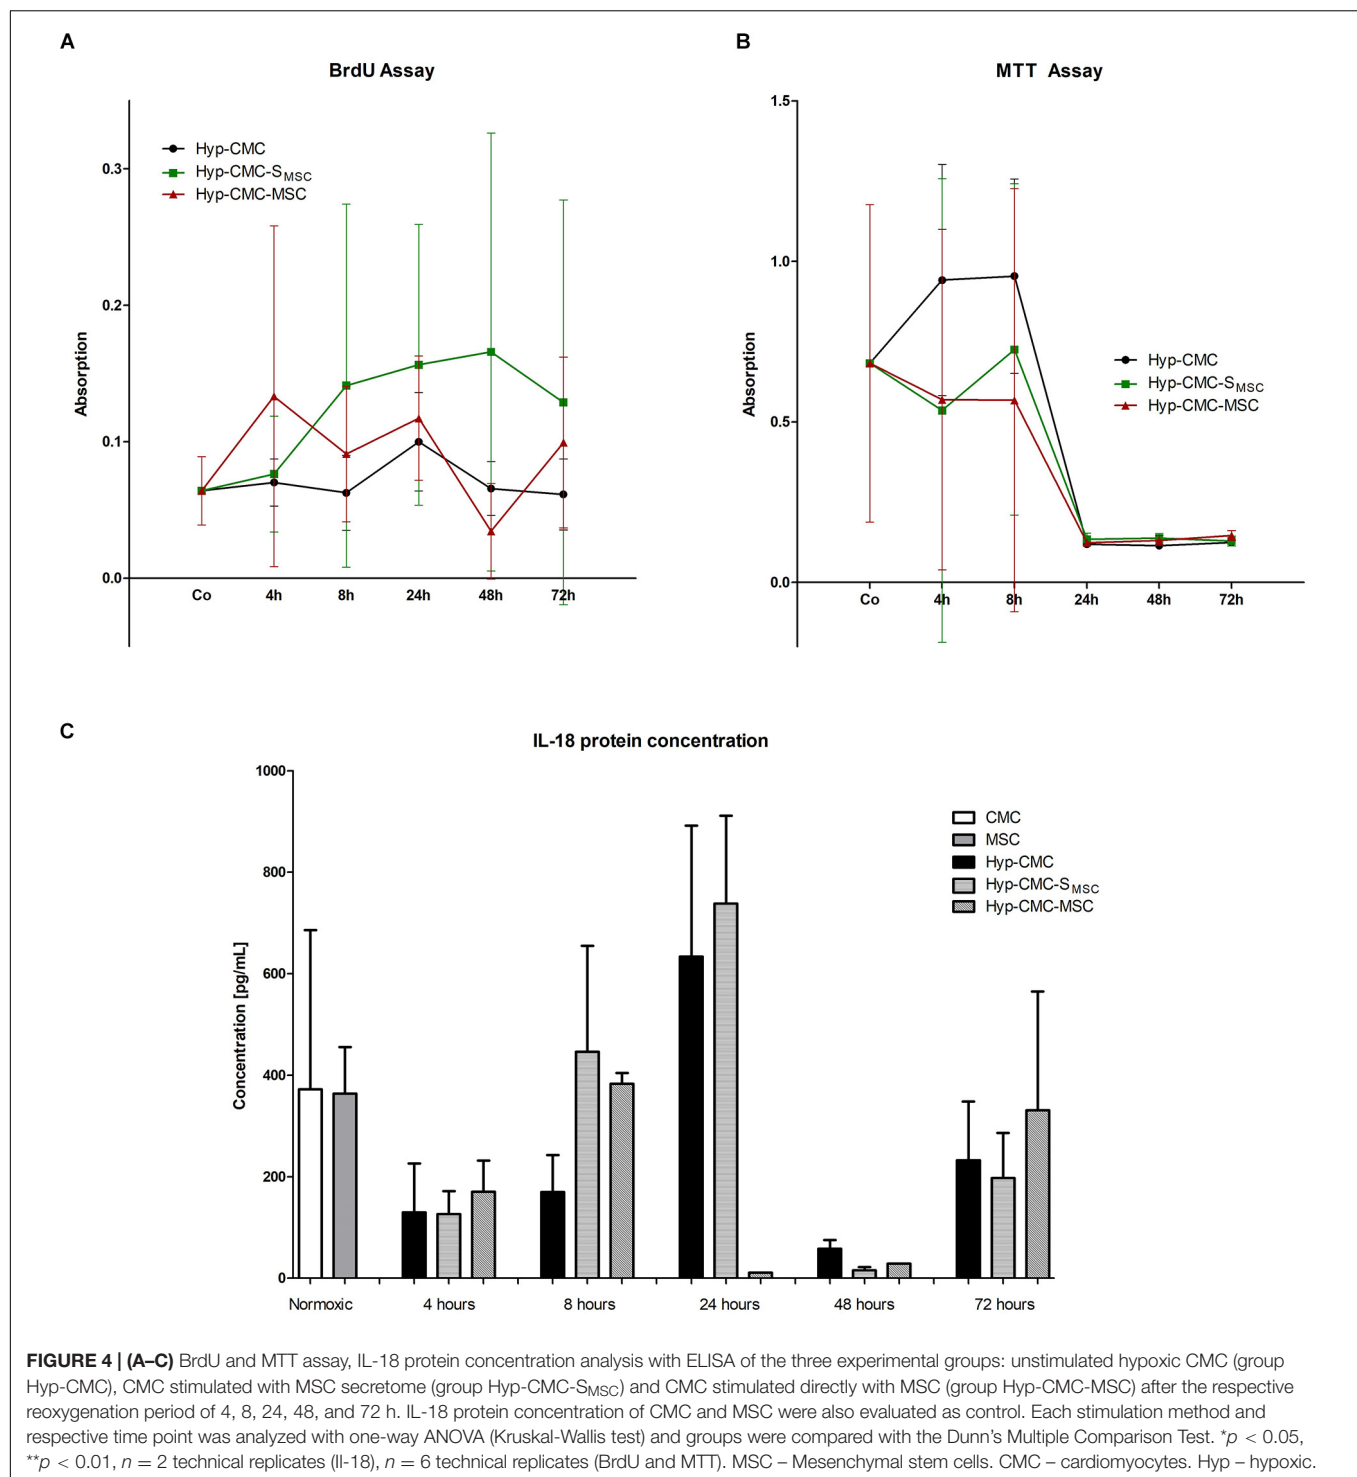 A
BrdU Assay
Hyp-CMC
Hyp-CMC-SMSC
Hyp-CMC-MSC
Absorption
0.3
0.2
0.1
0.0
Co 4h 8h 24h 48h 72h
B
MTT Assay
Absorption
1.5
1.0
0.5
0.0
Hyp-CMC
Hyp-CMC-SMSC
Hyp-CMC-MSC
Co 4h 8h 24h 48h 72h
C
IL-18 protein concentration
Concentration [pg/mL]
1000
800
600
400
200
0
CMC
MSC
Hyp-CMC
Hyp-CMC-SMSC
Hyp-CMC-MSC
Normoxic 4 hours 8 hours 24 hours 48 hours 72 hours
FIGURE 4 | (A–C) BrdU and MTT assay, IL-18 protein concentration analysis with ELISA of the three experimental groups: unstimulated hypoxic CMC (group
Hyp-CMC), CMC stimulated with MSC secretome (group Hyp-CMC-SMSC) and CMC stimulated directly with MSC (group Hyp-CMC-MSC) after the respective
reoxygenation period of 4, 8, 24, 48, and 72 h. IL-18 protein concentration of CMC and MSC were also evaluated as control. Each stimulation method and
respective time point was analyzed with one-way ANOVA (Kruskal-Wallis test) and groups were compared with the Dunn's Multiple Comparison Test. *p < 0.05,
**p < 0.01, n = 2 technical replicates (Il-18), n = 6 technical replicates (BrdU and MTT). MSC – Mesenchymal stem cells. CMC – cardiomyocytes. Hyp – hypoxic.